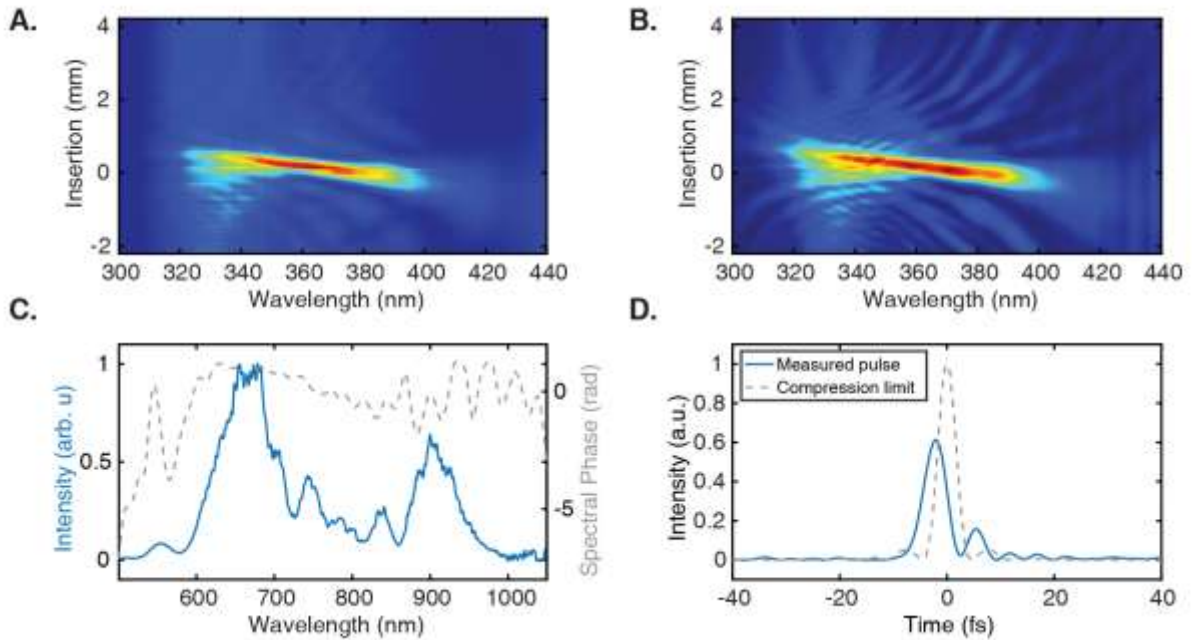 A.
4
2
0
-2
Insertion (mm)
300 320 340 360 380 400 420 440
Wavelength (nm)
B.
4
2
0
-2
Insertion (mm)
300 320 340 360 380 400 420 440
Wavelength (nm)
C.
1
0.5
0
Intensity (arb. u)
0
-5
Spectral Phase (rad)
600 700 800 900 1000
Wavelength (nm)
D.
Measured pulse
Compression limit
1
0.8
0.6
0.4
0.2
0
Intensity (a.u.)
-40 -20 0 20 40
Time (fs)